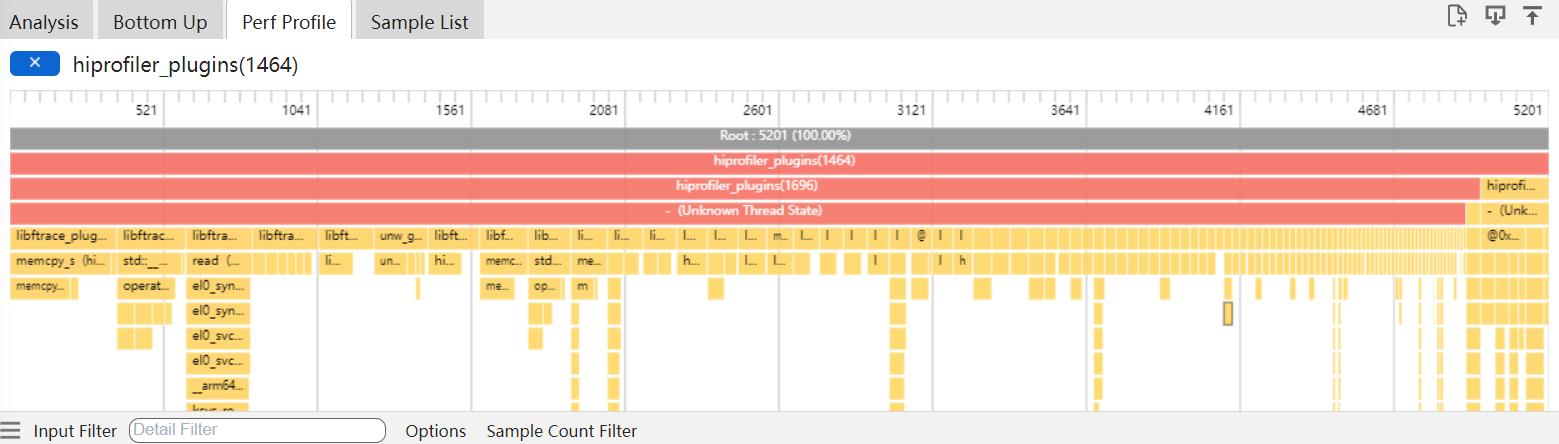 Analysis Bottom Up Perf Profile Sample List
× hiprofiler_plugins(1464)
521 1041 1561 2081 2601 3121 3641 4161 4681 5201
Root : 5201 (100.00%)
hiprofiler_plugins(1464)
hiprofiler_plugins(1696) hiprofi...
- (Unknown Thread State) - (Unk...
libftrace_plug... libftrac... libftra... libftra... libft... unw_g... libft... libf... lib... li... li... li... l... l... l... m... l... l l l l @ l l @0x...
memcpy_s (hi... std::__... read (... li... un... hi... memc... std... me... h... l... l... l l h
memcpy... operat... el0_syn... me... op... m
el0_syn...
el0_svc...
el0_svc...
__arm64...
ksys_re...
Input Filter Detail Filter Options Sample Count Filter